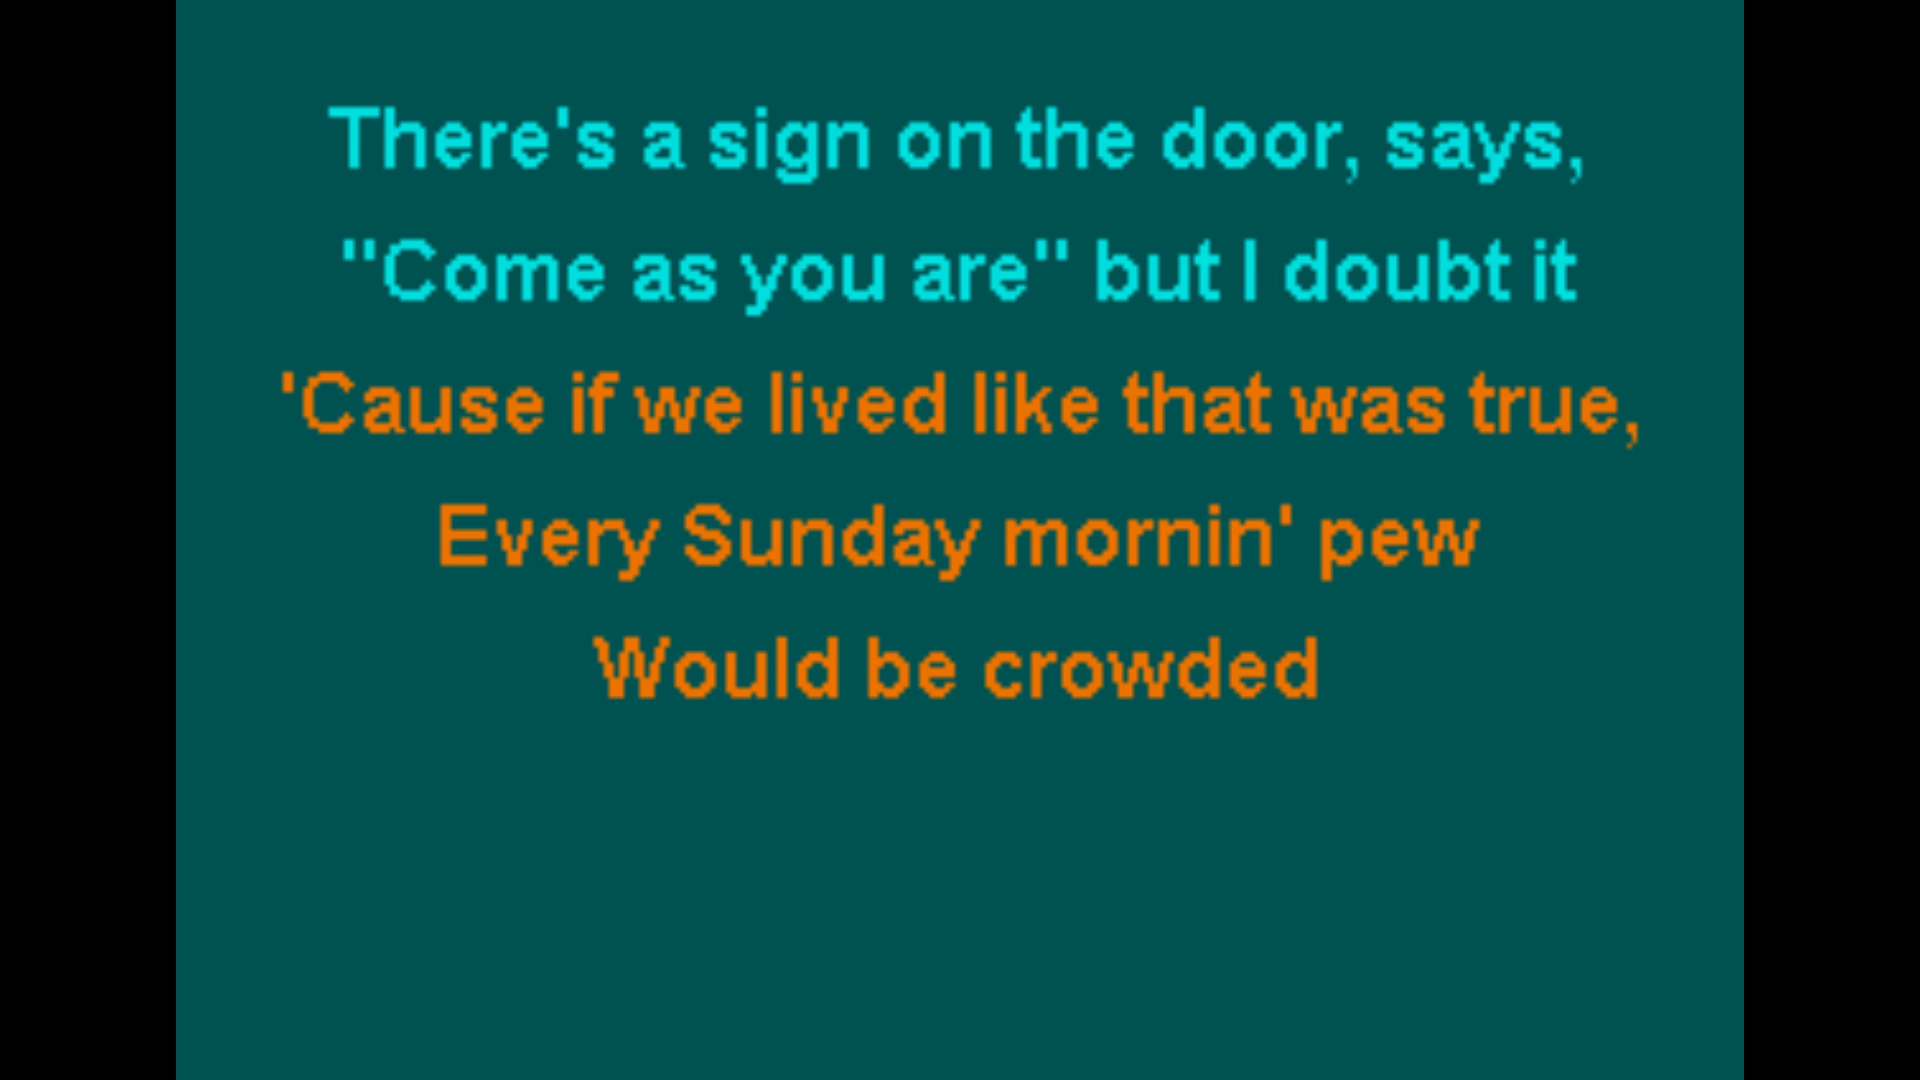 There's a sign on the door, says,
"Come as you are" but I doubt it
'Cause if we lived like that was true,
Every Sunday mornin' pew
Would be crowded